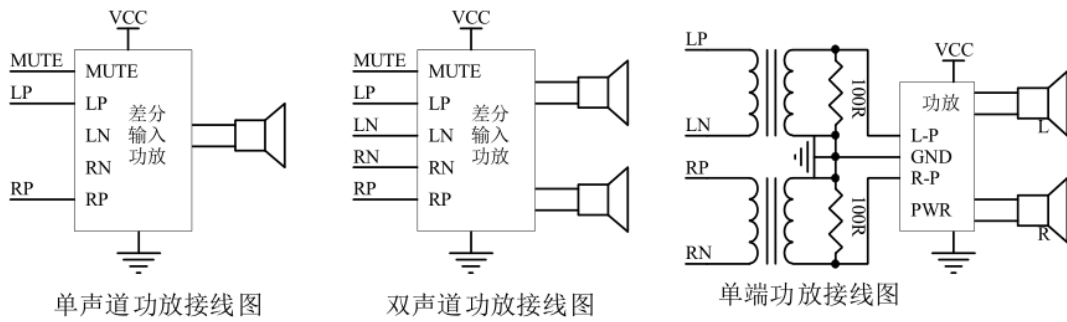 VCC
MUTE MUTE
LP LP
差分
输入
功放
LN
RN
RP RP
单声道功放接线图
VCC
MUTE MUTE
LP LP
差分
输入
功放
LN LN
RN RN
RP RP
双声道功放接线图
LP
LN
RP
RN
100R
100R
VCC
功放
L-P
GND
R-P
PWR
L
R
单端功放接线图